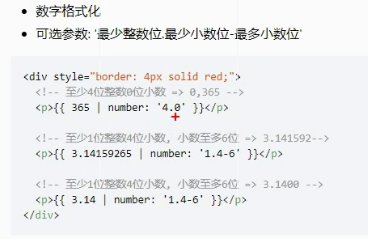 数字格式化
可选参数: '最少整数位.最少小数位-最多小数位'
<div style="border: 4px solid red;">
<!-- 至少4位整数0位小数 => 0,365 -->
<p>{{ 365 | number: '4.0' }}</p>
<!-- 至少1位整数4位小数, 小数至多6位 => 3.141592-->
<p>{{ 3.14159265 | number: '1.4-6' }}</p>
<!-- 至少1位整数4位小数, 小数至多6位 => 3.1400 -->
<p>{{ 3.14 | number: '1.4-6' }}</p>
</div>